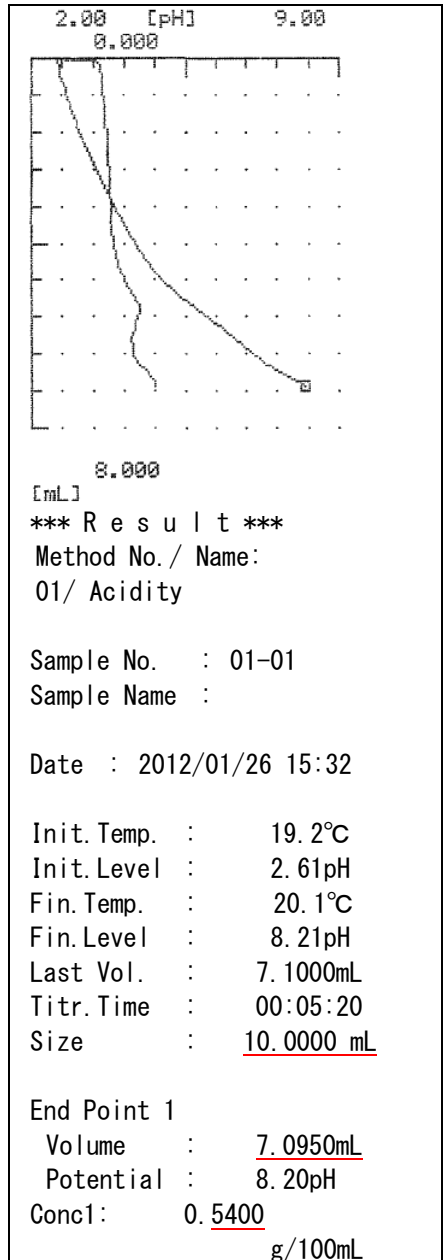 2.00 [pH] 9.00
0.000
8.000
[mL]
*** R e s u l t ***
Method No./ Name:
01/ Acidity
Sample No. : 01-01
Sample Name :
Date : 2012/01/26 15:32
Init.Temp. : 19.2℃
Init.Level : 2.61pH
Fin.Temp. : 20.1℃
Fin.Level : 8.21pH
Last Vol. : 7.1000mL
Titr.Time : 00:05:20
Size : 10.0000 mL
End Point 1
Volume : 7.0950mL
Potential : 8.20pH
Conc1: 0.5400
g/100mL